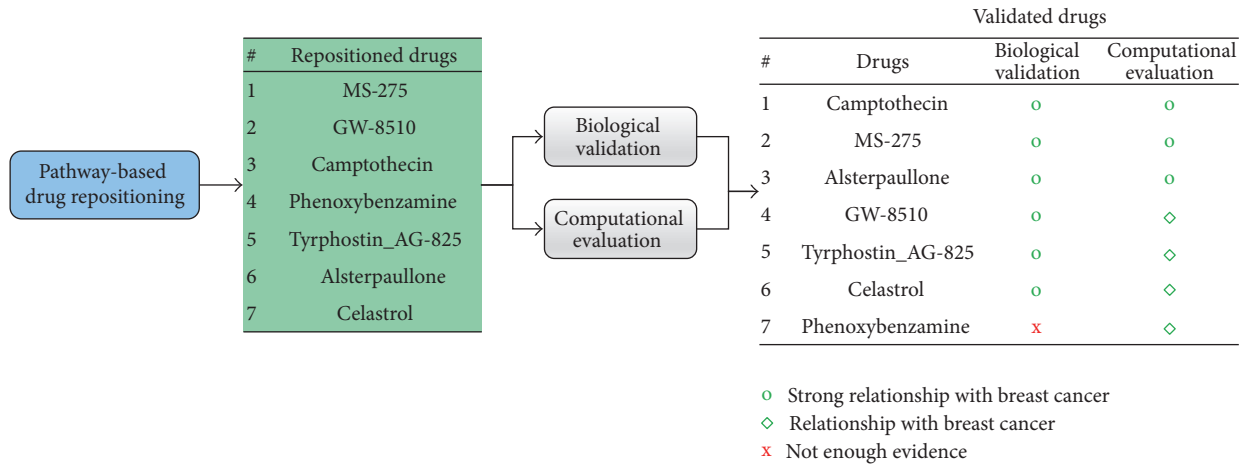 Pathway-based
drug repositioning
# Repositioned drugs
1 MS-275
2 GW-8510
3 Camptothecin
4 Phenoxybenzamine
5 Tyrphostin_AG-825
6 Alsterpaullone
7 Celastrol
Biological
validation
Computational
evaluation
Validated drugs
# Drugs Biological validation Computational evaluation
1 Camptothecin o o
2 MS-275 o o
3 Alsterpaullone o o
4 GW-8510 o ◇
5 Tyrphostin_AG-825 o ◇
6 Celastrol o ◇
7 Phenoxybenzamine x ◇
o Strong relationship with breast cancer
◇ Relationship with breast cancer
x Not enough evidence